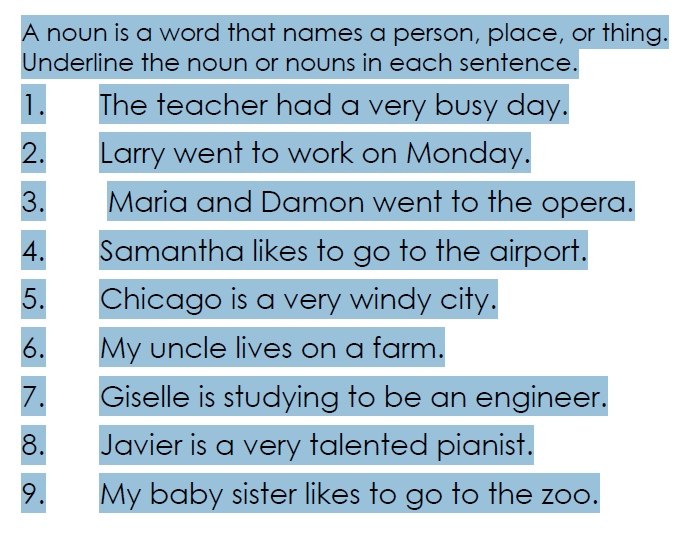 A noun is a word that names a person, place, or thing.
Underline the noun or nouns in each sentence.
1. The teacher had a very busy day.
2. Larry went to work on Monday.
3. Maria and Damon went to the opera.
4. Samantha likes to go to the airport.
5. Chicago is a very windy city.
6. My uncle lives on a farm.
7. Giselle is studying to be an engineer.
8. Javier is a very talented pianist.
9. My baby sister likes to go to the zoo.